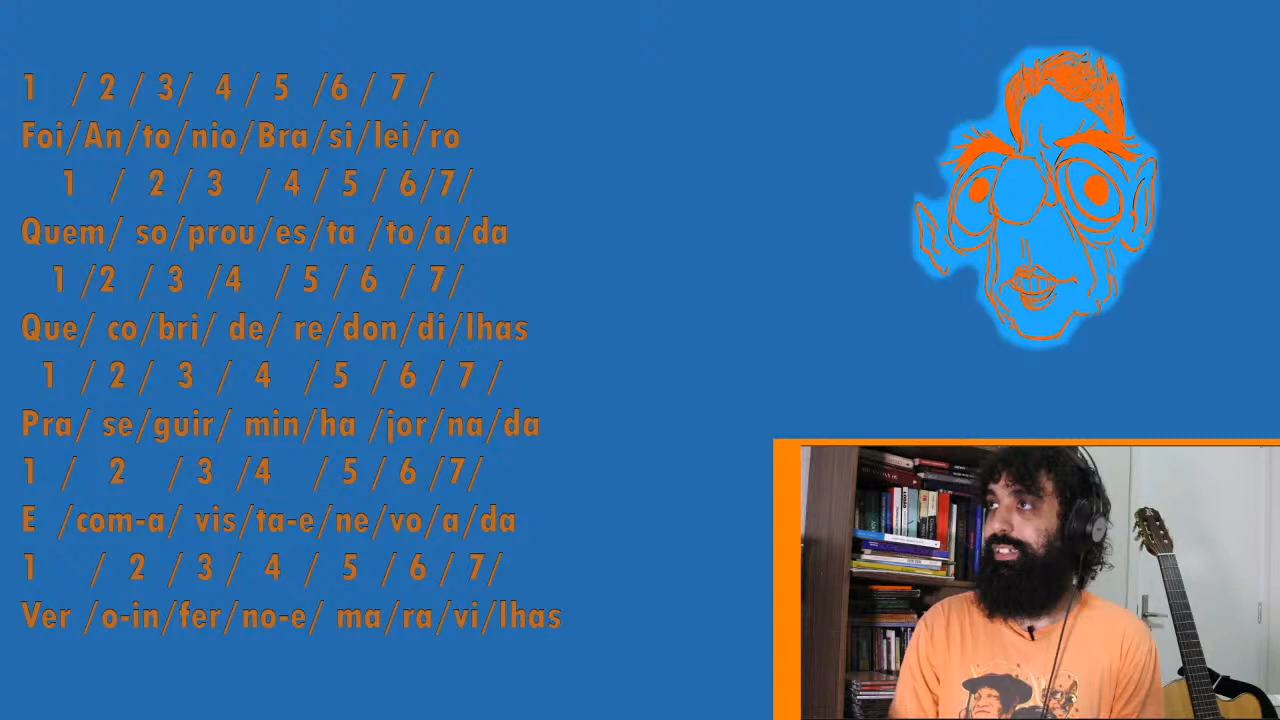 1 / 2 / 3/ 4 / 5 /6 / 7 /
Foi/An/to/nio/Bra/si/lei/ro
1 / 2 / 3 / 4 / 5 / 6/7/
Quem/ so/prou/es/ta /to/a/da
1 /2 / 3 /4 / 5 / 6 / 7/
Que/ co/bri/ de/ re/don/di/lhas
1 / 2 / 3 / 4 / 5 / 6 / 7 /
Pra/ se/guir/ min/ha /jor/na/da
1 / 2 / 3 /4 / 5 / 6 /7/
E /com-a/ vis/ta-e/ne/vo/a/da
1 / 2 / 3 / 4 / 5 / 6 / 7/
Ver /o-in/fer/no-e/ ma/ra/vi/lhas